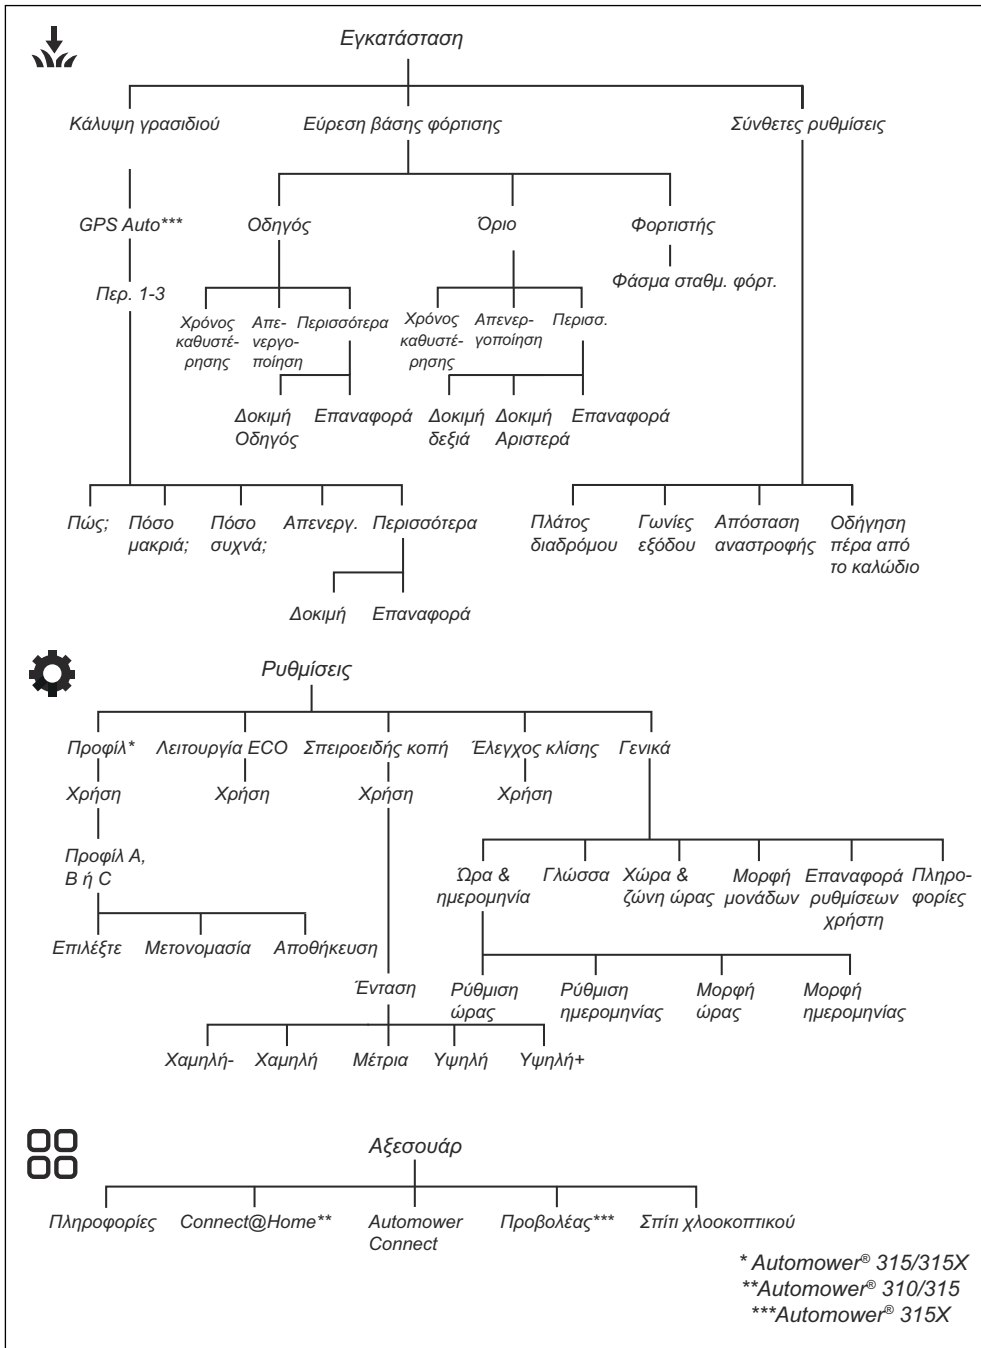 Εγκατάσταση
Κάλυψη γρασιδιού
Εύρεση βάσης φόρτισης
Σύνθετες ρυθμίσεις
GPS Auto***
Οδηγός
Όριο
Φορτιστής
Περ. 1-3
Φάσμα σταθμ. φόρτ.
Χρόνος
καθυστέ-
ρησης
Απε-
νεργο-
ποίηση
Περισσότερα
Χρόνος
καθυστέ-
ρησης
Απενερ-
γοποίηση
Περισσ.
Δοκιμή
Οδηγός
Επαναφορά
Δοκιμή
δεξιά
Δοκιμή
Αριστερά
Επαναφορά
Πώς;
Πόσο
μακριά;
Πόσο
συχνά;
Απενεργ.
Περισσότερα
Πλάτος
διαδρόμου
Γωνίες
εξόδου
Απόσταση
αναστροφής
Οδήγηση
πέρα από
το καλώδιο
Δοκιμή
Επαναφορά
Ρυθμίσεις
Προφίλ*
Λειτουργία ECO
Σπειροειδής κοπή
Έλεγχος κλίσης
Γενικά
Χρήση
Χρήση
Χρήση
Χρήση
Προφίλ A,
B ή C
Ώρα &
ημερομηνία
Γλώσσα
Χώρα &
ζώνη ώρας
Μορφή
μονάδων
Επαναφορά
ρυθμίσεων
χρήστη
Πληρο-
φορίες
Επιλέξτε
Μετονομασία
Αποθήκευση
Ένταση
Ρύθμιση
ώρας
Ρύθμιση
ημερομηνίας
Μορφή
ώρας
Μορφή
ημερομηνίας
Χαμηλή-
Χαμηλή
Μέτρια
Υψηλή
Υψηλή+
Αξεσουάρ
Πληροφορίες
Connect@Home**
Automower
Connect
Προβολέας***
Σπίτι χλοοκοπτικού
* Automower® 315/315X
**Automower® 310/315
***Automower® 315X